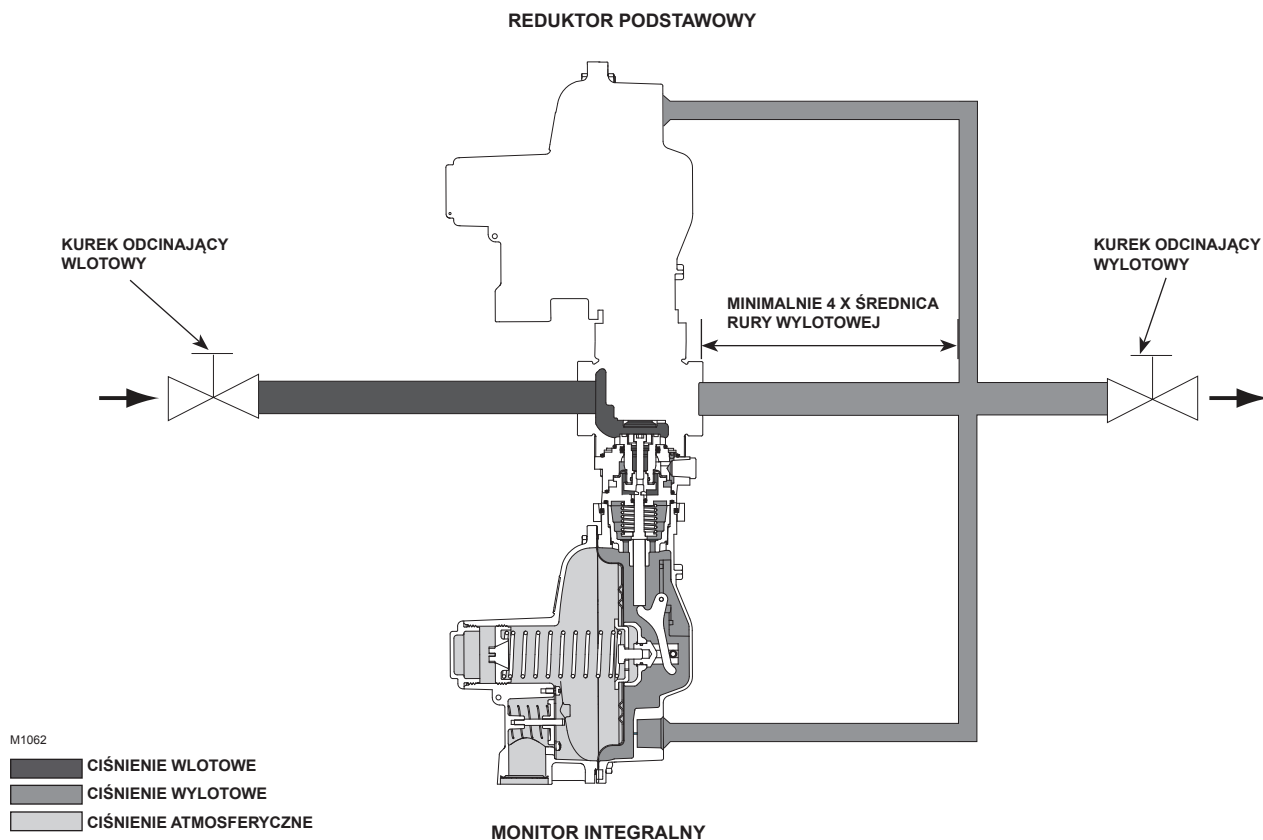 REDUKTOR PODSTAWOWY
KUREK ODCINAJĄCY
WLOTOWY
KUREK ODCINAJĄCY
WYLOTOWY
MINIMALNIE 4 X ŚREDNICA
RURY WYLOTOWEJ
M1062
CIŚNIENIE WLOTOWE
CIŚNIENIE WYLOTOWE
CIŚNIENIE ATMOSFERYCZNE
MONITOR INTEGRALNY